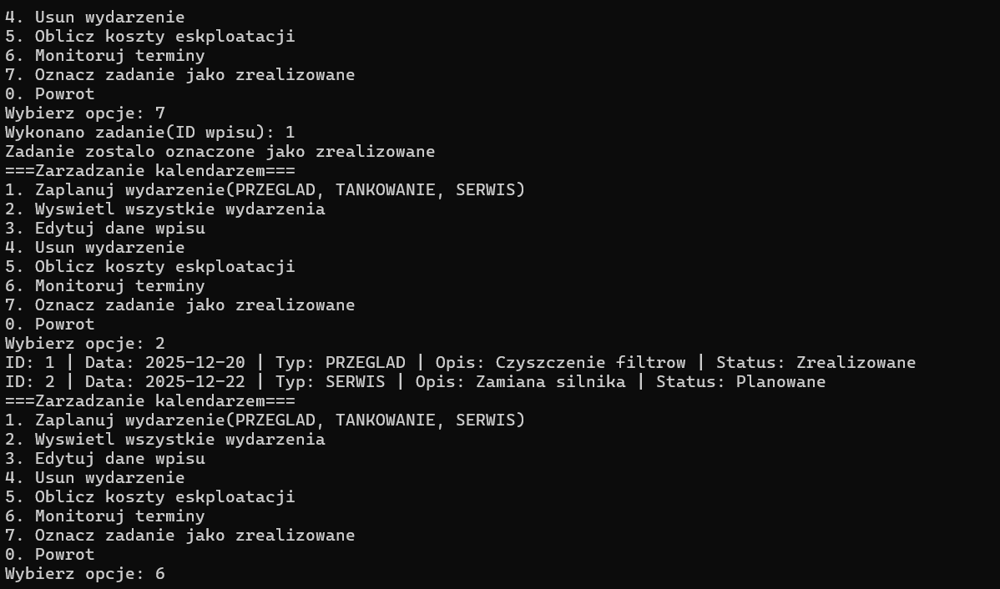 4. Usun wydarzenie
5. Oblicz koszty eskploatacji
6. Monitoruj terminy
7. Oznacz zadanie jako zrealizowane
0. Powrot
Wybierz opcje: 7
Wykonano zadanie(ID wpisu): 1
Zadanie zostalo oznaczone jako zrealizowane
===Zarzadzanie kalendarzem===
1. Zaplanuj wydarzenie(PRZEGLAD, TANKOWANIE, SERWIS)
2. Wyswietl wszystkie wydarzenia
3. Edytuj dane wpisu
4. Usun wydarzenie
5. Oblicz koszty eskploatacji
6. Monitoruj terminy
7. Oznacz zadanie jako zrealizowane
0. Powrot
Wybierz opcje: 2
ID: 1 | Data: 2025-12-20 | Typ: PRZEGLAD | Opis: Czyszczenie filtrow | Status: Zrealizowane
ID: 2 | Data: 2025-12-22 | Typ: SERWIS | Opis: Zamiana silnika | Status: Planowane
===Zarzadzanie kalendarzem===
1. Zaplanuj wydarzenie(PRZEGLAD, TANKOWANIE, SERWIS)
2. Wyswietl wszystkie wydarzenia
3. Edytuj dane wpisu
4. Usun wydarzenie
5. Oblicz koszty eskploatacji
6. Monitoruj terminy
7. Oznacz zadanie jako zrealizowane
0. Powrot
Wybierz opcje: 6